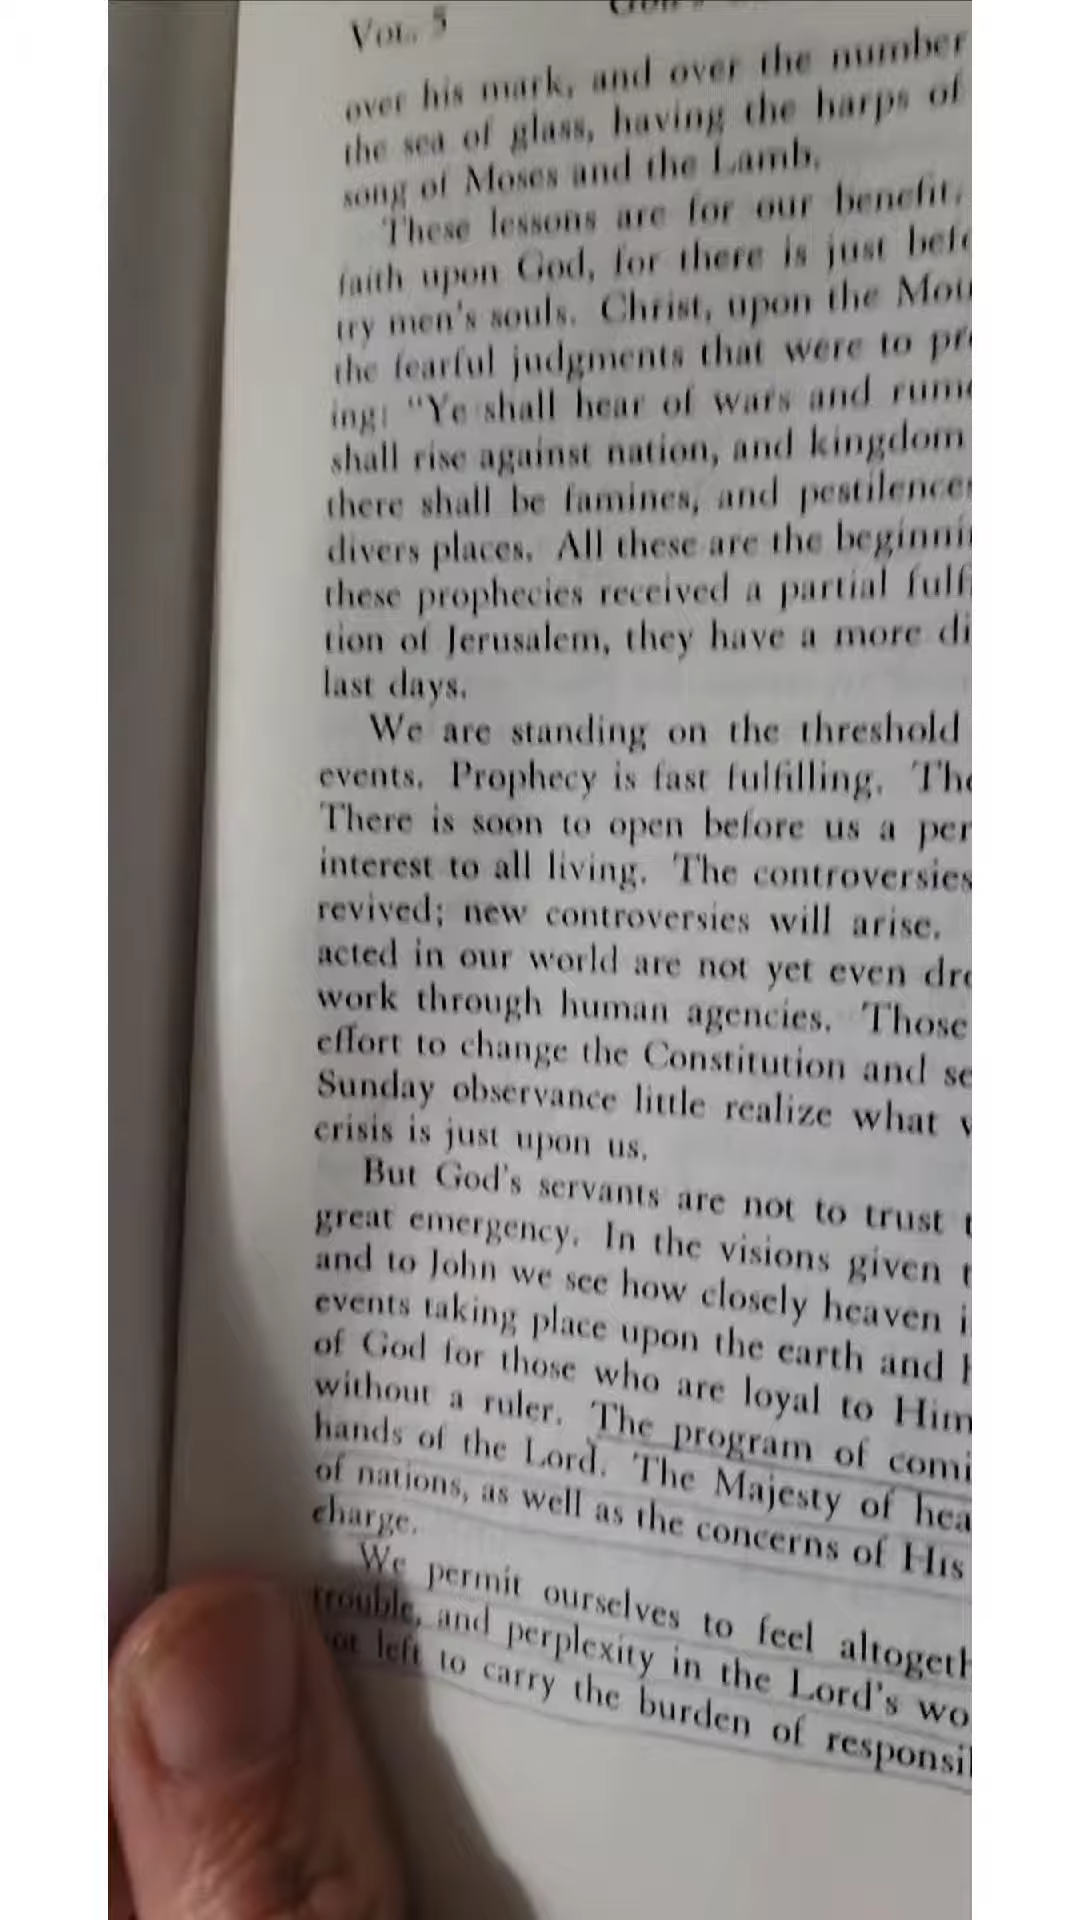 VOL. 5
over his mark, and over the number
the sea of glass, having the harps of
song of Moses and the Lamb.
These lessons are for our benefit.
faith upon God, for there is just befo
try men's souls. Christ, upon the Mou
the fearful judgments that were to pr
ing: "Ye shall hear of wars and rum
shall rise against nation, and kingdom
there shall be famines, and pestilences
divers places. All these are the beginni
these prophecies received a partial fulf
tion of Jerusalem, they have a more di
last days.
We are standing on the threshold
events. Prophecy is fast fulfilling. The
There is soon to open before us a per
interest to all living. The controversies
revived; new controversies will arise.
acted in our world are not yet even dre
work through human agencies. Those
effort to change the Constitution and se
Sunday observance little realize what
crisis is just upon us.
But God's servants are not to trust t
great emergency. In the visions given t
and to John we see how closely heaven i
events taking place upon the earth and h
of God for those who are loyal to Him
without a ruler. The program of comi
hands of the Lord. The Majesty of hea
of nations, as well as the concerns of His
charge.
We permit ourselves to feel altogeth
trouble, and perplexity in the Lord's wo
not left to carry the burden of responsi